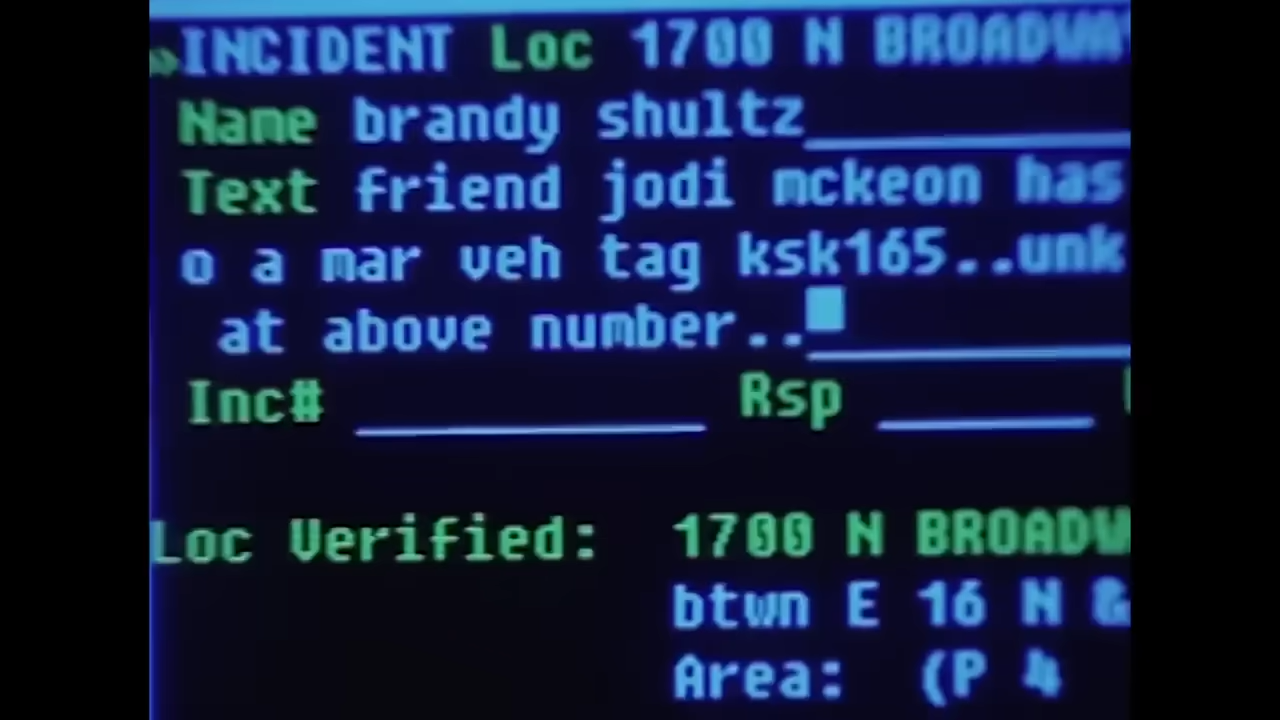 »INCIDENT Loc 1700 N BROADWAY
Name brandy shultz
Text friend jodi mckeon has
o a mar veh tag ksk165..unk
at above number..
Inc# Rsp
Loc Verified: 1700 N BROADW
btwn E 16 N &
Area: (P 4